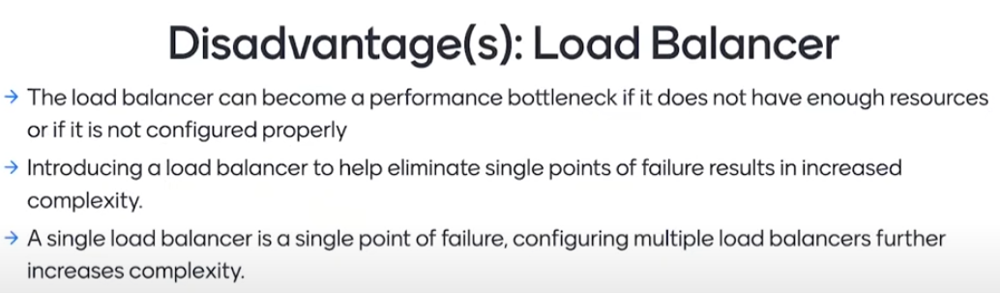 Disadvantage(s): Load Balancer
→ The load balancer can become a performance bottleneck if it does not have enough resources
or if it is not configured properly
→ Introducing a load balancer to help eliminate single points of failure results in increased
complexity.
→ A single load balancer is a single point of failure, configuring multiple load balancers further
increases complexity.